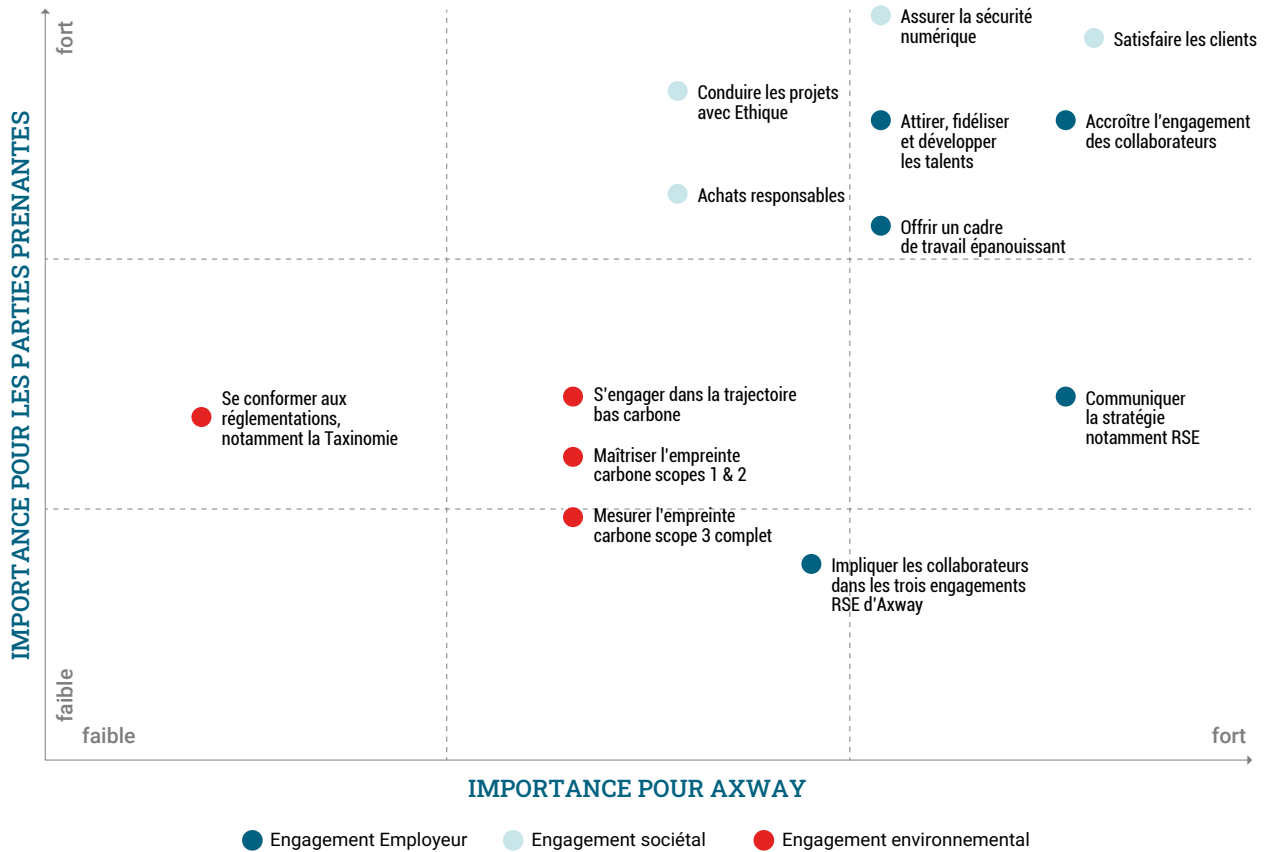 fort
Assurer la sécurité
numérique
Satisfaire les clients
Conduire les projets
avec Ethique
Attirer, fidéliser
et développer
les talents
Accroître l'engagement
des collaborateurs
Achats responsables
Offrir un cadre
de travail épanouissant
IMPORTANCE POUR LES PARTIES PRENANTES
Se conformer aux
réglementations,
notamment la Taxinomie
S'engager dans la trajectoire
bas carbone
Communiquer
la stratégie
notamment RSE
Maîtriser l'empreinte
carbone scopes 1 & 2
Mesurer l'empreinte
carbone scope 3 complet
Impliquer les collaborateurs
dans les trois engagements
RSE d'Axway
faible
faible
fort
IMPORTANCE POUR AXWAY
Engagement Employeur
Engagement sociétal
Engagement environnemental